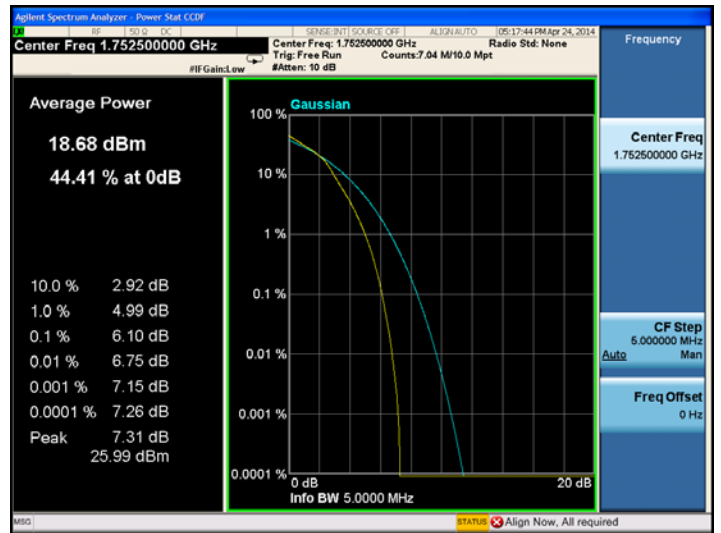 Agilent Spectrum Analyzer - Power Stat CCDF
RF 50 Ω DC SENSE:INT SOURCE OFF ALIGN AUTO 05:17:44 PM Apr 24, 2014
Center Freq 1.752500000 GHz
Center Freq: 1.752500000 GHz Radio Std: None
Trig: Free Run Counts:7.04 M/10.0 Mpt
#IFGain:Low #Atten: 10 dB
Frequency
Average Power
18.68 dBm
44.41 % at 0dB
10.0 % 2.92 dB
1.0 % 4.99 dB
0.1 % 6.10 dB
0.01 % 6.75 dB
0.001 % 7.15 dB
0.0001 % 7.26 dB
Peak 7.31 dB
25.99 dBm
Gaussian
100 %
10 %
1 %
0.1 %
0.01 %
0.001 %
0.0001 %
0 dB 20 dB
Info BW 5.0000 MHz
Center Freq
1.752500000 GHz
CF Step
5.000000 MHz
Auto Man
Freq Offset
0 Hz
MSG STATUS Align Now, All required